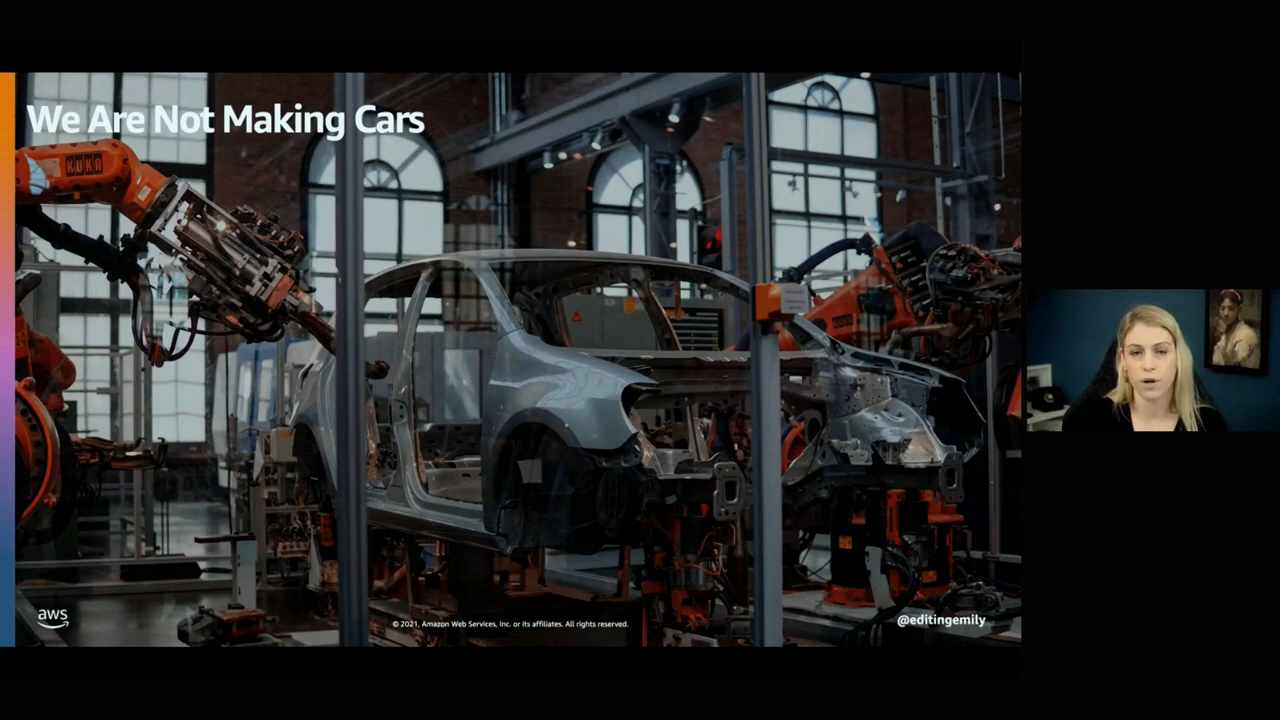 We Are Not Making Cars
KUKA
aws
© 2021, Amazon Web Services, Inc. or its affiliates. All rights reserved.
@editingemily